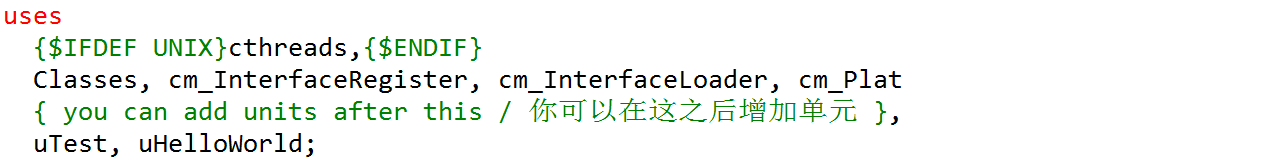 uses
{$IFDEF UNIX}cthreads,{$ENDIF}
Classes, cm_InterfaceRegister, cm_InterfaceLoader, cm_Plat
{ you can add units after this / 你可以在这之后增加单元 },
uTest, uHelloWorld;